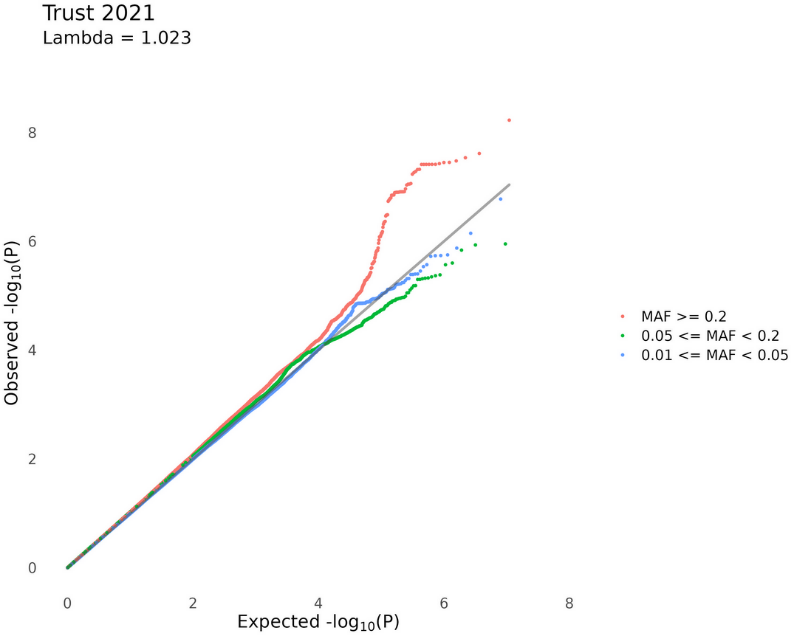 Trust 2021
Lambda = 1.023
8
6
4
2
0
Observed -log₁₀(P)
0 2 4 6 8
Expected -log₁₀(P)
MAF >= 0.2
0.05 <= MAF < 0.2
0.01 <= MAF < 0.05